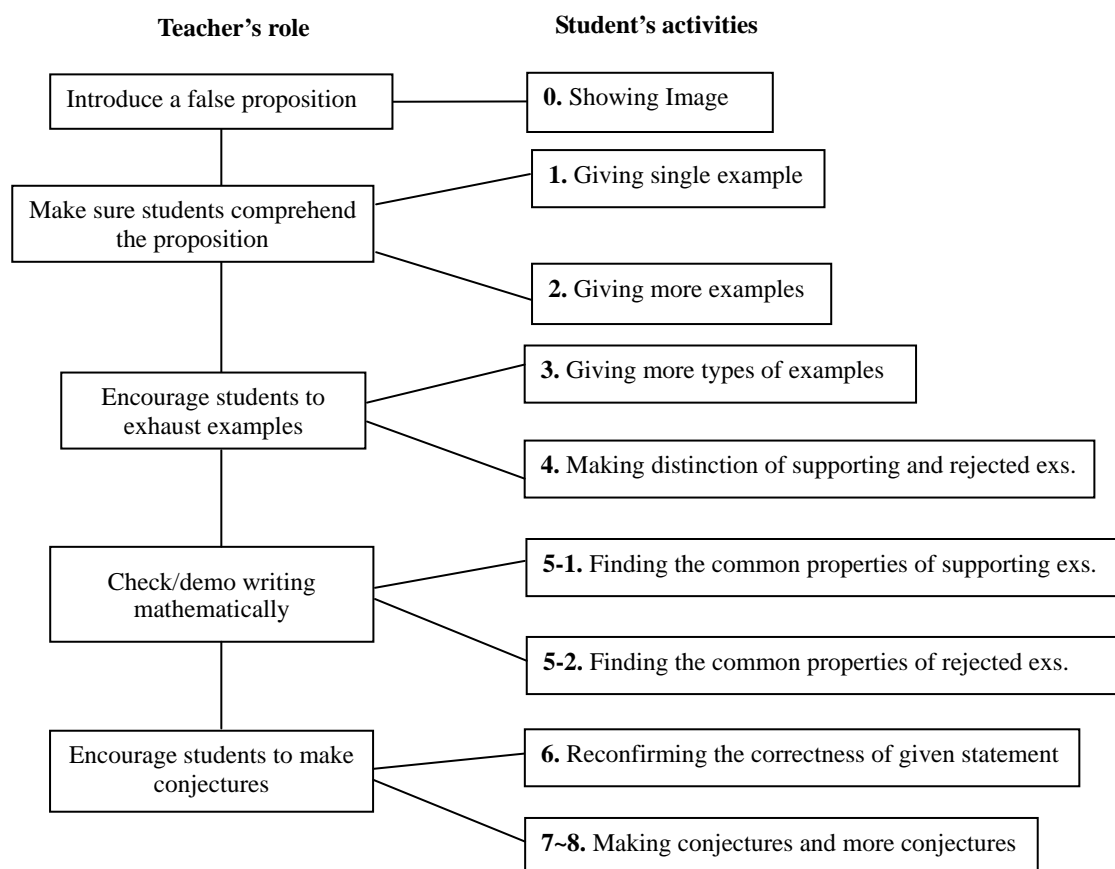 Teacher’s role
Student’s activities
Introduce a false proposition
0. Showing Image
1. Giving single example
Make sure students comprehend
the proposition
2. Giving more examples
3. Giving more types of examples
Encourage students to
exhaust examples
4. Making distinction of supporting and rejected exs.
5-1. Finding the common properties of supporting exs.
Check/demo writing
mathematically
5-2. Finding the common properties of rejected exs.
Encourage students to make
conjectures
6. Reconfirming the correctness of given statement
7~8. Making conjectures and more conjectures